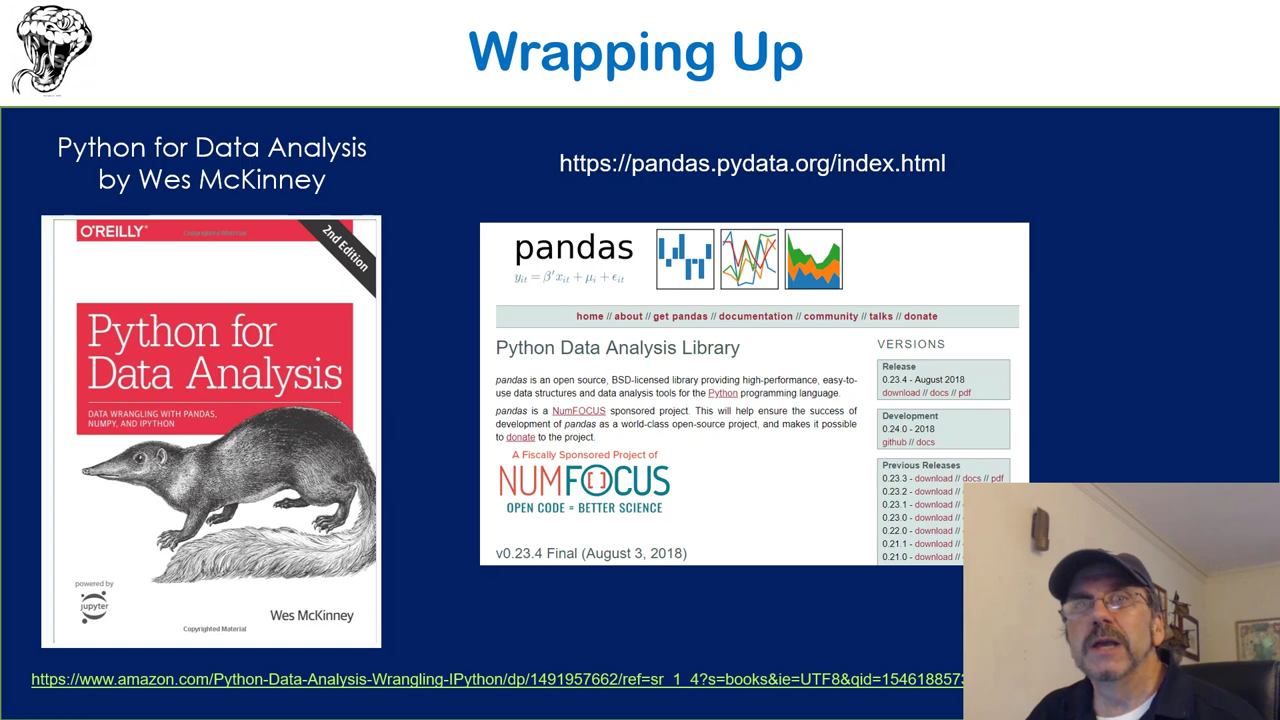 Wrapping Up
Python for Data Analysis
by Wes McKinney
https://pandas.pydata.org/index.html
O'REILLY®
Copyrighted Material
2nd Edition
Python for
Data Analysis
DATA WRANGLING WITH PANDAS,
NUMPY, AND IPYTHON
powered by
jupyter
Wes McKinney
Copyrighted Material
pandas
y_it = β'x_it + μ_i + ϵ_it
home // about // get pandas // documentation // community // talks // donate
Python Data Analysis Library
pandas is an open source, BSD-licensed library providing high-performance, easy-to-
use data structures and data analysis tools for the Python programming language.
pandas is a NumFOCUS sponsored project. This will help ensure the success of
development of pandas as a world-class open-source project, and makes it possible
to donate to the project.
A Fiscally Sponsored Project of
NUMFOCUS
OPEN CODE = BETTER SCIENCE
v0.23.4 Final (August 3, 2018)
VERSIONS
Release
0.23.4 - August 2018
download // docs // pdf
Development
0.24.0 - 2018
github // docs
Previous Releases
0.23.3 - download // docs // pdf
0.23.2 - download //
0.23.1 - download //
0.23.0 - download //
0.22.0 - download //
0.21.1 - download //
0.21.0 - download //
https://www.amazon.com/Python-Data-Analysis-Wrangling-IPython/dp/1491957662/ref=sr_1_4?s=books&ie=UTF8&qid=154618857